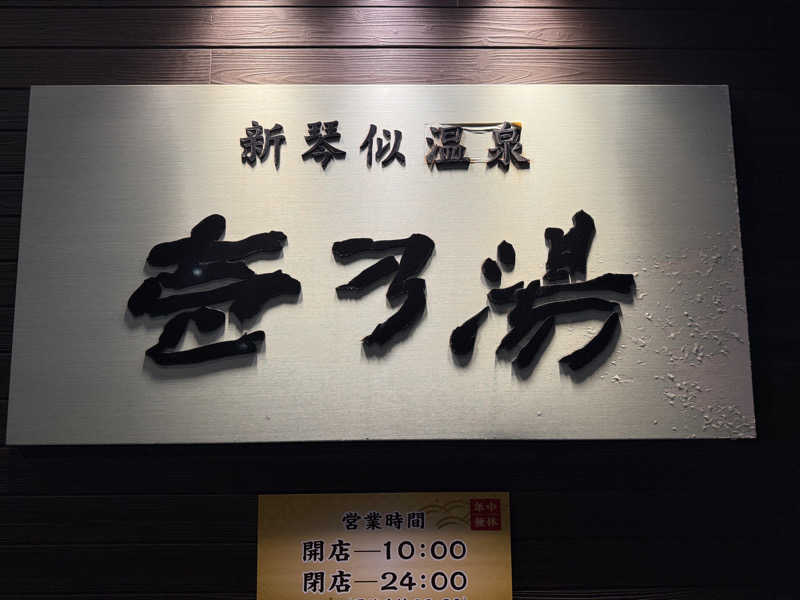 新琴似温泉
壱乃湯
営業時間
年中
無休
開店―10:00
閉店―24:00